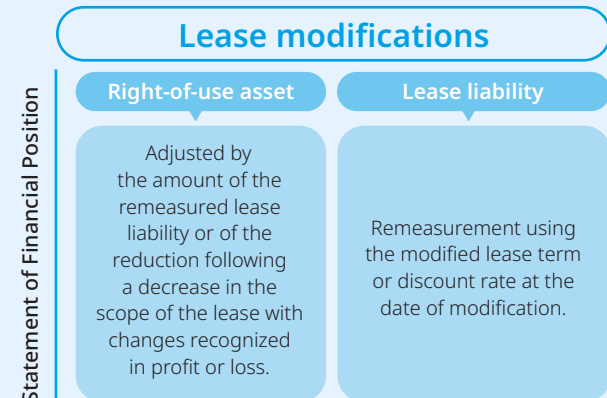 Lease modifications
Statement of Financial Position
Right-of-use asset
Adjusted by
the amount of the
remeasured lease
liability or of the
reduction following
a decrease in the
scope of the lease with
changes recognized
in profit or loss.
Lease liability
Remeasurement using
the modified lease term
or discount rate at the
date of modification.